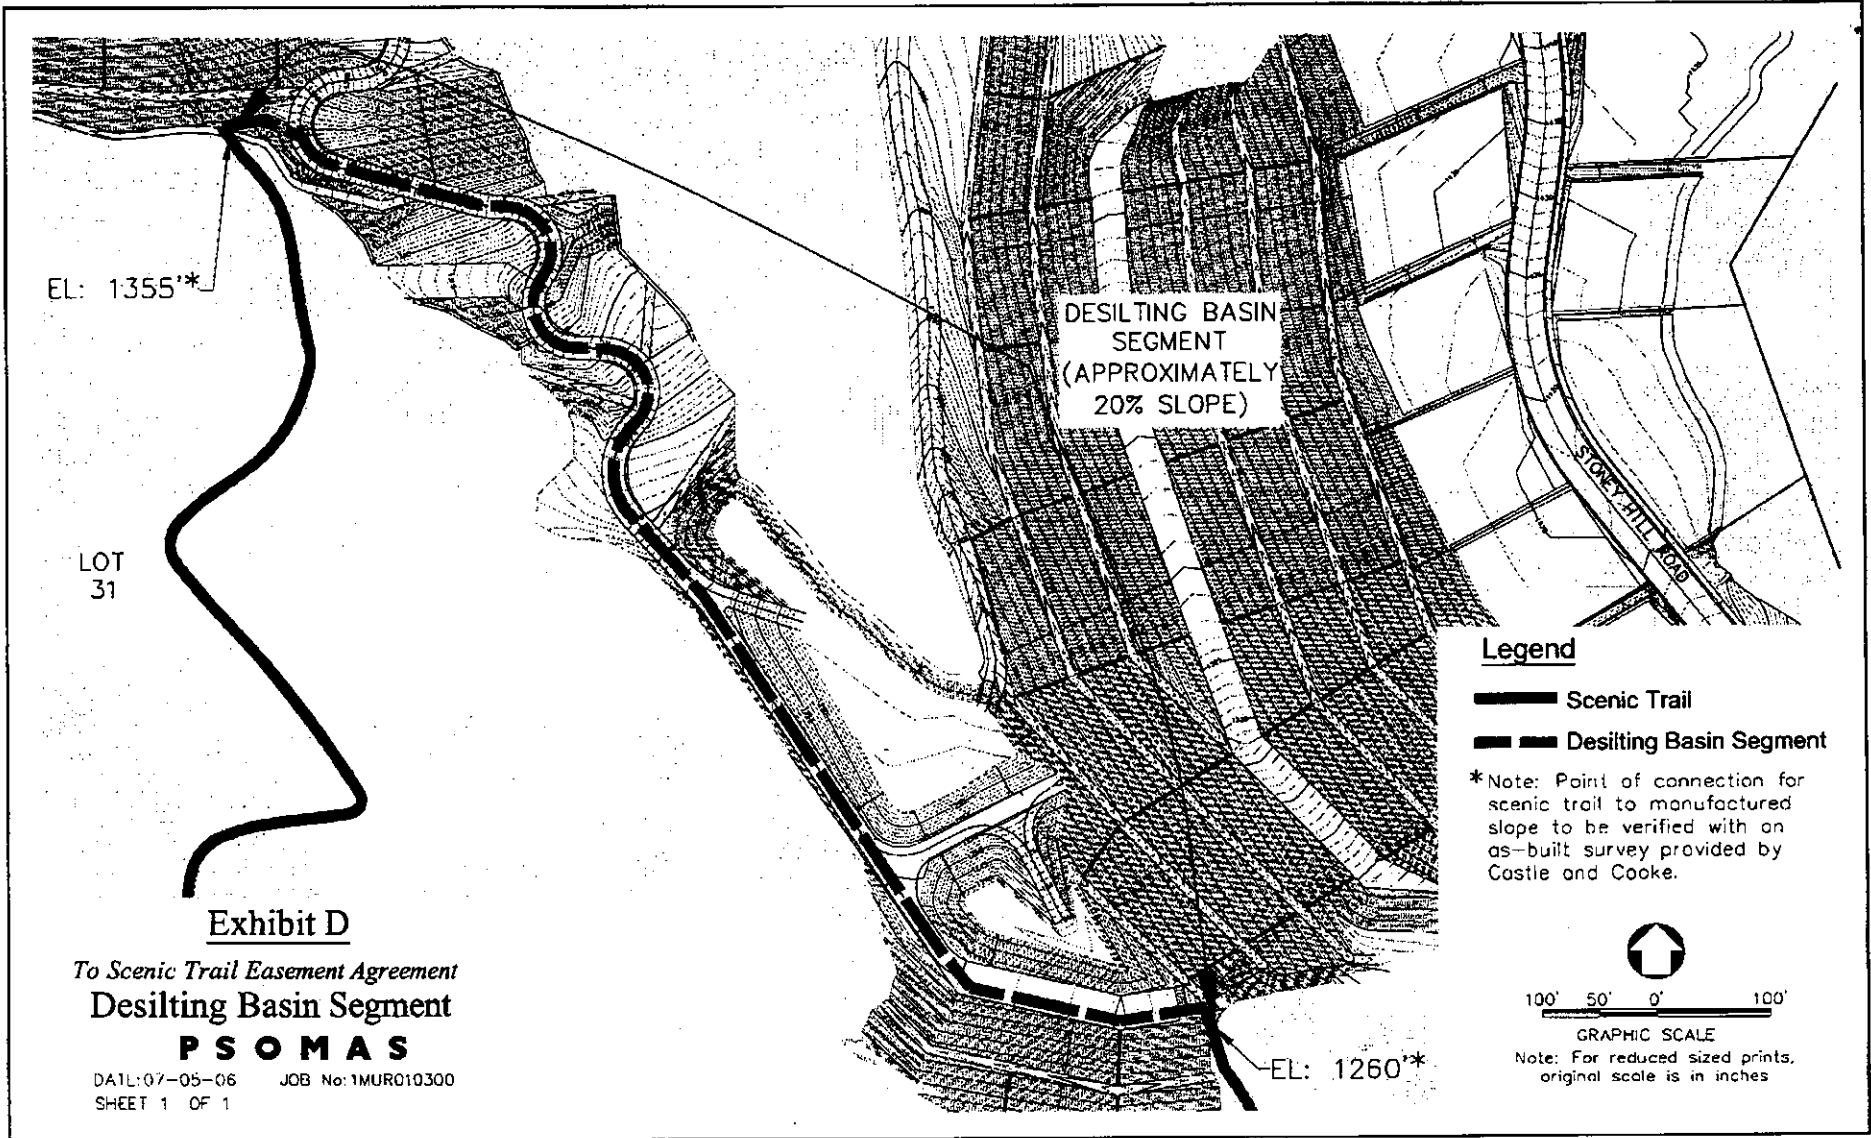 EL: 1355'*
LOT
31
DESILTING BASIN
SEGMENT
(APPROXIMATELY
20% SLOPE)
STONEY HILL ROAD
Legend
Scenic Trail
Desilting Basin Segment
* Note: Point of connection for
scenic trail to manufactured
slope to be verified with an
as-built survey provided by
Castle and Cooke.
100' 50' 0' 100'
GRAPHIC SCALE
Note: For reduced sized prints,
original scale is in inches
EL: 1260'*
Exhibit D
To Scenic Trail Easement Agreement
Desilting Basin Segment
PSOMAS
DATE: 07-05-06 JOB No: 1MUR010300
SHEET 1 OF 1